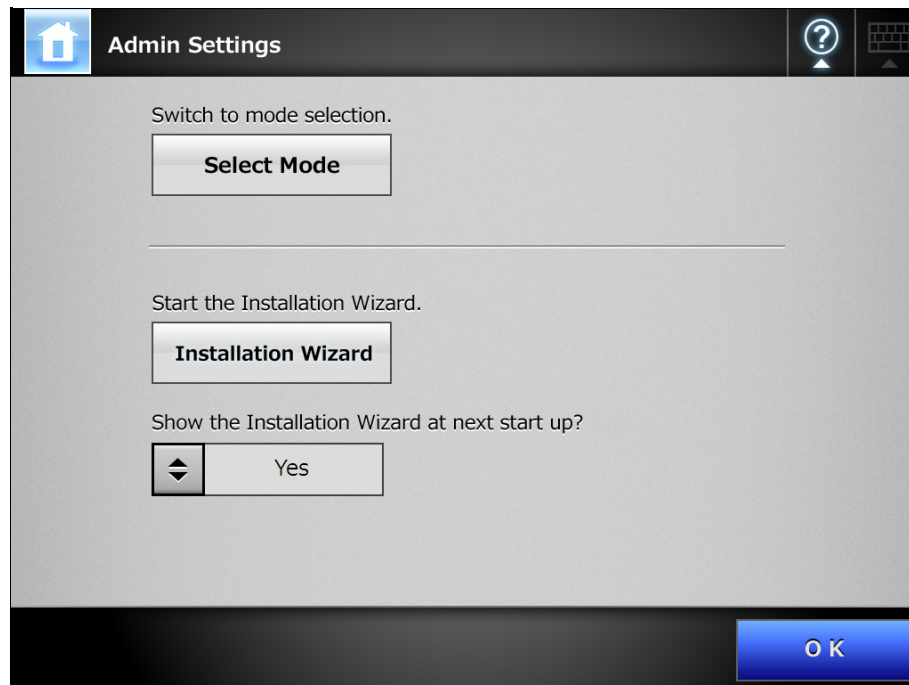 Admin Settings
?
Switch to mode selection.
Select Mode
Start the Installation Wizard.
Installation Wizard
Show the Installation Wizard at next start up?
Yes
OK